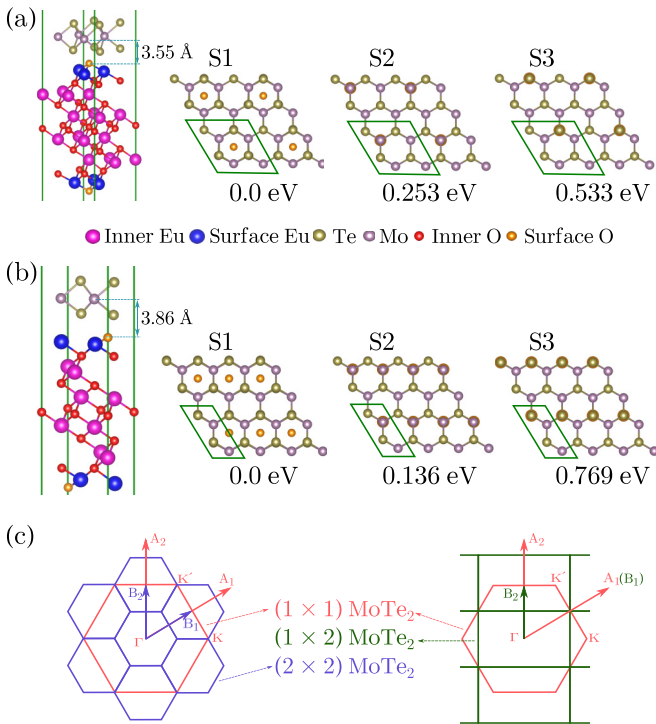 (a)
3.55 Å
S1 S2 S3
0.0 eV 0.253 eV 0.533 eV
Inner Eu Surface Eu Te Mo Inner O Surface O
(b)
3.86 Å
S1 S2 S3
0.0 eV 0.136 eV 0.769 eV
(c)
A₂
K´
A₁
B₂
B₁
Γ
K
(1 × 1) MoTe₂
(1 × 2) MoTe₂
(2 × 2) MoTe₂
A₂
K´
A₁(B₁)
B₂
Γ
K